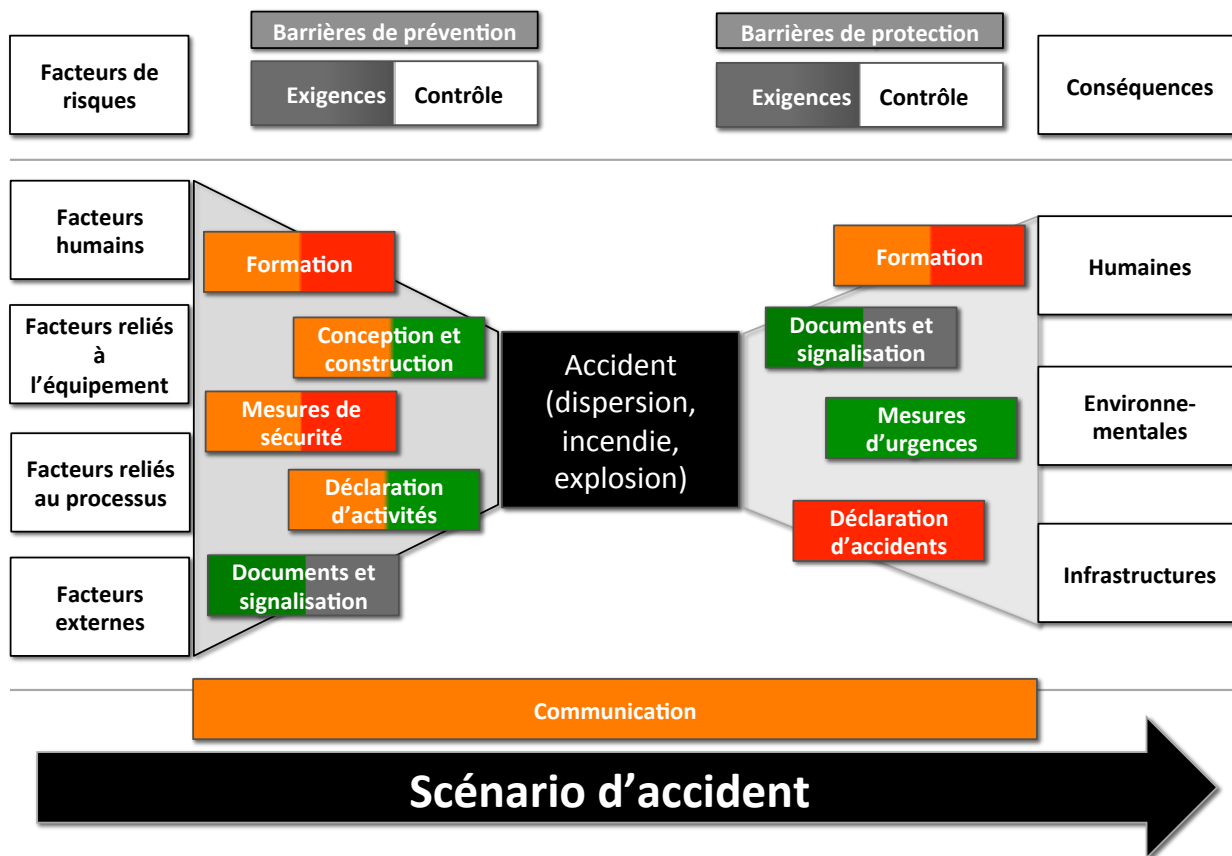 Barrières de prévention
Barrières de protection
Facteurs de
risques
Exigences
Contrôle
Exigences
Contrôle
Conséquences
Facteurs
humains
Facteurs reliés
à
l’équipement
Facteurs reliés
au processus
Facteurs
externes
Formation
Conception et
construction
Mesures de
sécurité
Déclaration
d’activités
Documents et
signalisation
Accident
(dispersion,
incendie,
explosion)
Formation
Documents et
signalisation
Mesures
d’urgences
Déclaration
d’accidents
Humaines
Environne-
mentales
Infrastructures
Communication
Scénario d’accident